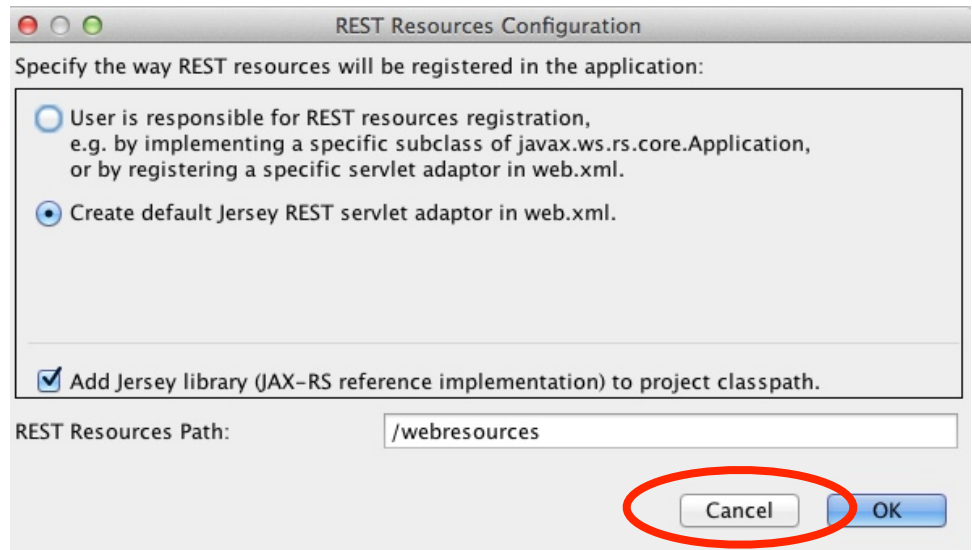 REST Resources Configuration
Specify the way REST resources will be registered in the application:
User is responsible for REST resources registration,
e.g. by implementing a specific subclass of javax.ws.rs.core.Application,
or by registering a specific servlet adaptor in web.xml.
Create default Jersey REST servlet adaptor in web.xml.
Add Jersey library (JAX-RS reference implementation) to project classpath.
REST Resources Path: /webresources
Cancel OK